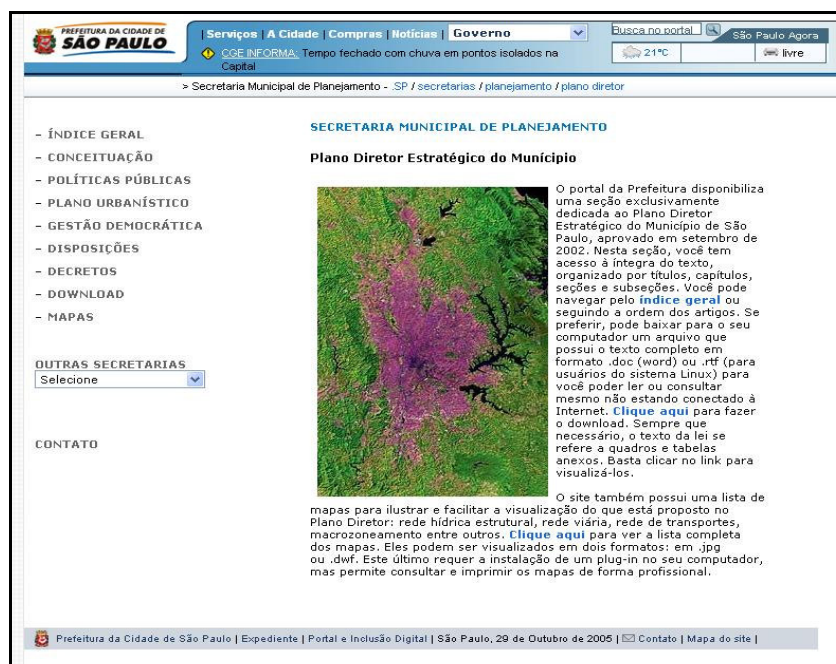 PREFEITURA DA CIDADE DE
SÃO PAULO
| Serviços | A Cidade | Compras | Notícias | Governo
Busca no portal
São Paulo Agora
CGE INFORMA: Tempo fechado com chuva em pontos isolados na
Capital
21°C
livre
> Secretaria Municipal de Planejamento - .SP / secretarias / planejamento / plano diretor
– ÍNDICE GERAL
– CONCEITUAÇÃO
– POLÍTICAS PÚBLICAS
– PLANO URBANÍSTICO
– GESTÃO DEMOCRÁTICA
– DISPOSIÇÕES
– DECRETOS
– DOWNLOAD
– MAPAS
OUTRAS SECRETARIAS
Selecione
CONTATO
SECRETARIA MUNICIPAL DE PLANEJAMENTO
Plano Diretor Estratégico do Munícipio
O portal da Prefeitura disponibiliza
uma seção exclusivamente
dedicada ao Plano Diretor
Estratégico do Município de São
Paulo, aprovado em setembro de
2002. Nesta seção, você tem
acesso à íntegra do texto,
organizado por títulos, capítulos,
seções e subseções. Você pode
navegar pelo índice geral ou
seguindo a ordem dos artigos. Se
preferir, pode baixar para o seu
computador um arquivo que
possui o texto completo em
formato .doc (word) ou .rtf (para
usuários do sistema Linux) para
você poder ler ou consultar
mesmo não estando conectado à
Internet. Clique aqui para fazer
o download. Sempre que
necessário, o texto da lei se
refere a quadros e tabelas
anexos. Basta clicar no link para
visualizá-los.
O site também possui uma lista de
mapas para ilustrar e facilitar a visualização do que está proposto no
Plano Diretor: rede hídrica estrutural, rede viária, rede de transportes,
macrozoneamento entre outros. Clique aqui para ver a lista completa
dos mapas. Eles podem ser visualizados em dois formatos: em .jpg
ou .dwf. Este último requer a instalação de um plug-in no seu computador,
mas permite consultar e imprimir os mapas de forma profissional.
Prefeitura da Cidade de São Paulo | Expediente | Portal e Inclusão Digital | São Paulo, 29 de Outubro de 2005 | Contato | Mapa do site |